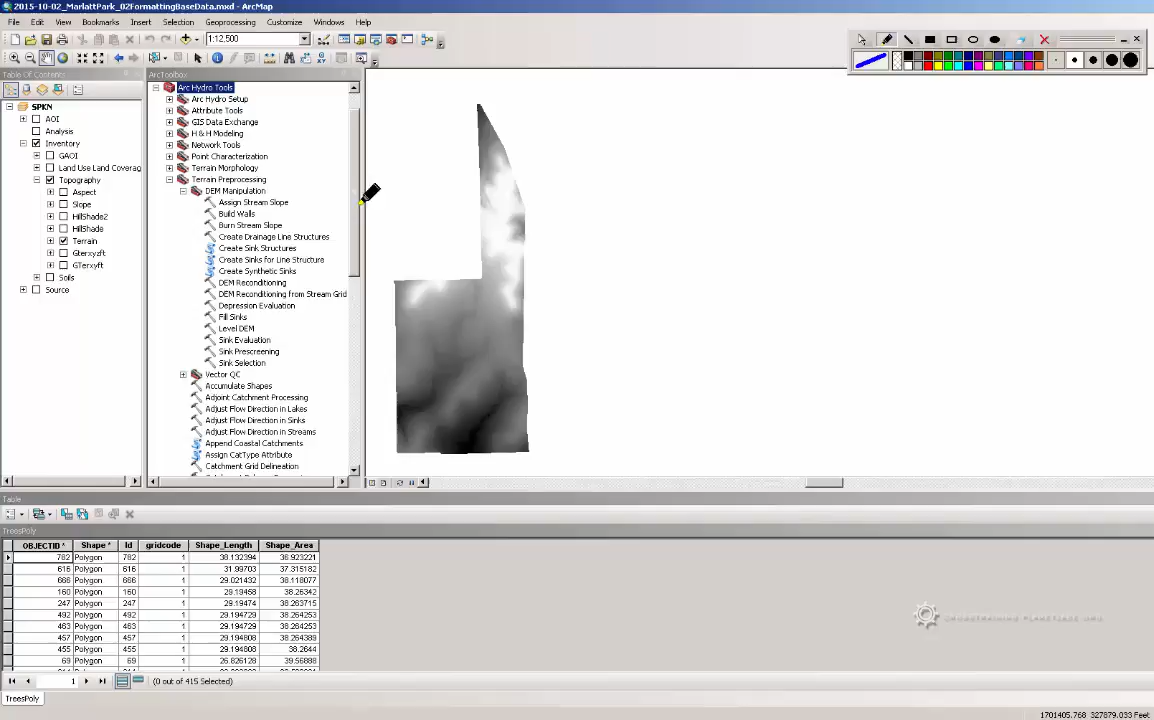 2015-10-02_MarlattPark_02FormattingBaseData.mxd - ArcMap
File Edit View Bookmarks Insert Selection Geoprocessing Customize Windows Help
1:12,500
Table Of Contents
SPKN
AOI
Analysis
Inventory
GAOI
Land Use Land Coverag
Topography
Aspect
Slope
HillShade2
HillShade
Terrain
Gterxyzft
GTerxyft
Soils
Source
ArcToolbox
Arc Hydro Tools
Arc Hydro Setup
Attribute Tools
GIS Data Exchange
H & H Modeling
Network Tools
Point Characterization
Terrain Morphology
Terrain Preprocessing
DEM Manipulation
Assign Stream Slope
Build Walls
Burn Stream Slope
Create Drainage Line Structures
Create Sink Structures
Create Sinks for Line Structure
Create Synthetic Sinks
DEM Reconditioning
DEM Reconditioning from Stream Grid
Depression Evaluation
Fill Sinks
Level DEM
Sink Evaluation
Sink Prescreening
Sink Selection
Vector QC
Accumulate Shapes
Adjoint Catchment Processing
Adjust Flow Direction in Lakes
Adjust Flow Direction in Sinks
Adjust Flow Direction in Streams
Append Coastal Catchments
Assign CatType Attribute
Catchment Grid Delineation
Table
TreesPoly
OBJECTID * Shape * Id gridcode Shape_Length Shape_Area
782 Polygon 782 1 38.132394 36.923221
616 Polygon 616 1 31.99703 37.315182
666 Polygon 666 1 29.021432 38.118077
160 Polygon 160 1 29.19458 38.26342
247 Polygon 247 1 29.19474 38.263715
492 Polygon 492 1 29.194729 38.264253
463 Polygon 463 1 29.194729 38.264253
457 Polygon 457 1 29.194808 38.264389
455 Polygon 455 1 29.194808 38.2644
69 Polygon 69 1 26.826128 39.56888
1 (0 out of 415 Selected)
TreesPoly
1701405.768 327879.033 Feet